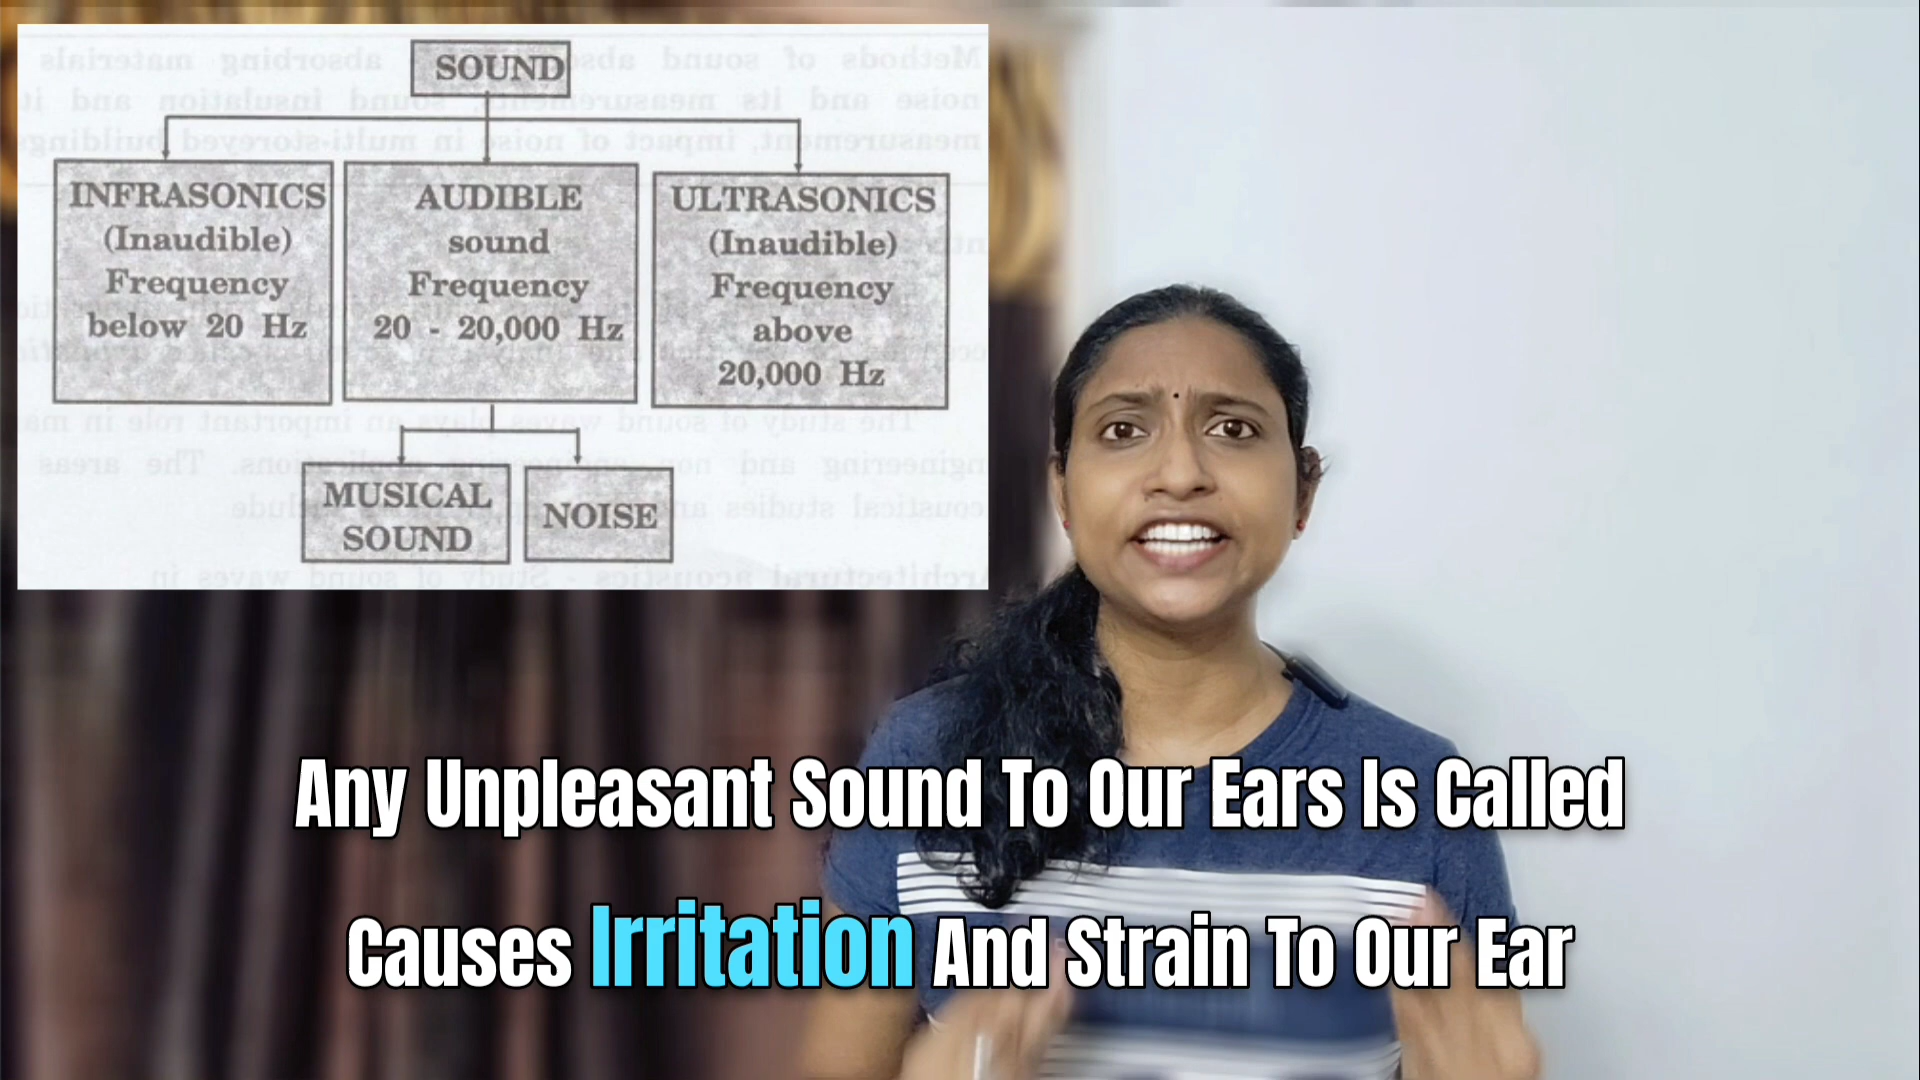 SOUND
INFRASONICS
(Inaudible)
Frequency
below 20 Hz
AUDIBLE
sound
Frequency
20 - 20,000 Hz
ULTRASONICS
(Inaudible)
Frequency
above
20,000 Hz
MUSICAL
SOUND
NOISE
Any Unpleasant Sound To Our Ears Is Called
Causes Irritation And Strain To Our Ear